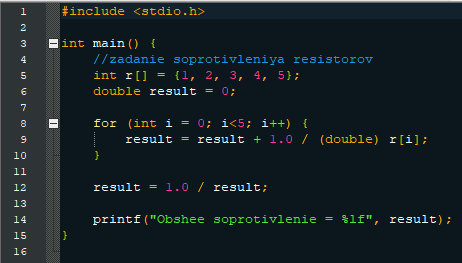 1 #include <stdio.h>
2
3 int main() {
4 //zadanie soprotivleniya resistorov
5 int r[] = {1, 2, 3, 4, 5};
6 double result = 0;
7
8 for (int i = 0; i<5; i++) {
9 result = result + 1.0 / (double) r[i];
10 }
11
12 result = 1.0 / result;
13
14 printf("Obshee soprotivlenie = %lf", result);
15 }
16